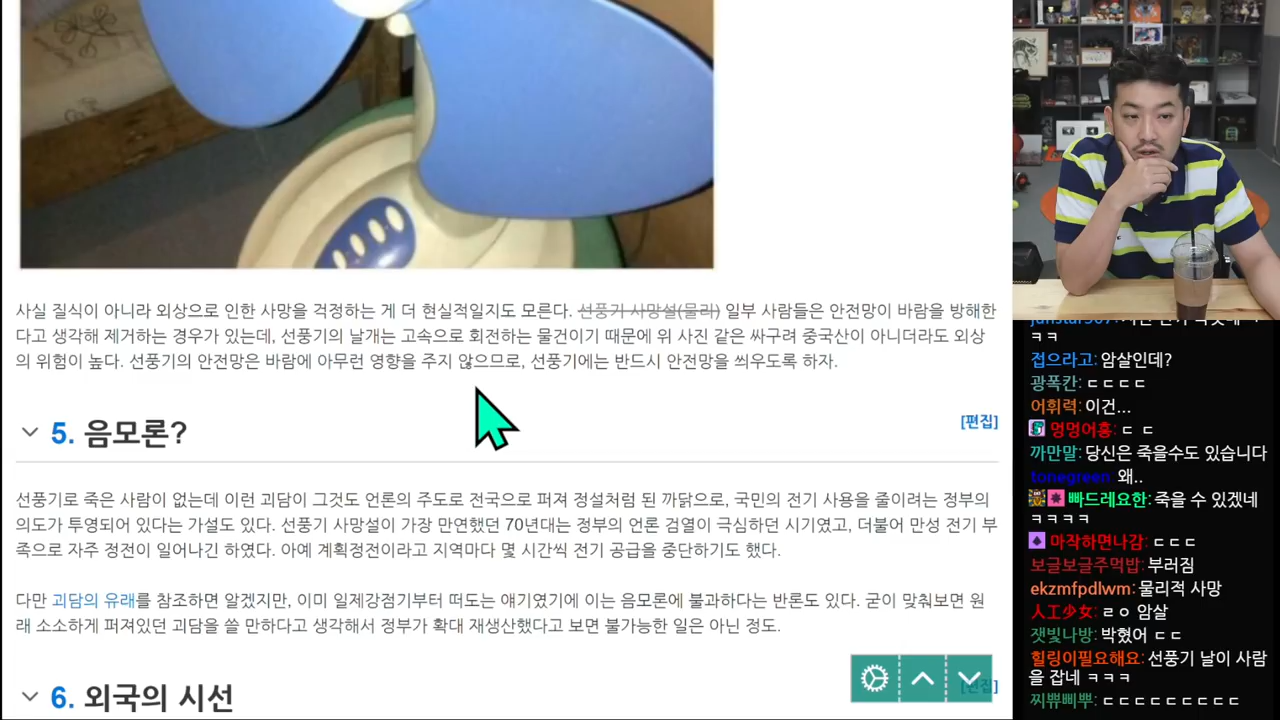 사실 질식이 아니라 외상으로 인한 사망을 걱정하는 게 더 현실적일지도 모른다. 선풍기 사망설(물리) 일부 사람들은 안전망이 바람을 방해한
다고 생각해 제거하는 경우가 있는데, 선풍기의 날개는 고속으로 회전하는 물건이기 때문에 위 사진 같은 싸구려 중국산이 아니더라도 외상
의 위험이 높다. 선풍기의 안전망은 바람에 아무런 영향을 주지 않으므로, 선풍기에는 반드시 안전망을 씌우도록 하자.
5. 음모론?
[편집]
선풍기로 죽은 사람이 없는데 이런 괴담이 그것도 언론의 주도로 전국으로 퍼져 정설처럼 된 까닭으로, 국민의 전기 사용을 줄이려는 정부의
의도가 투영되어 있다는 가설도 있다. 선풍기 사망설이 가장 만연했던 70년대는 정부의 언론 검열이 극심하던 시기였고, 더불어 만성 전기 부
족으로 자주 정전이 일어나긴 하였다. 아예 계획정전이라고 지역마다 몇 시간씩 전기 공급을 중단하기도 했다.
다만 괴담의 유래를 참조하면 알겠지만, 이미 일제강점기부터 떠도는 얘기였기에 이는 음모론에 불과하다는 반론도 있다. 굳이 맞춰보면 원
래 소소하게 퍼져있던 괴담을 쓸 만하다고 생각해서 정부가 확대 재생산했다고 보면 불가능한 일은 아닌 정도.
6. 외국의 시선
[편집]
ㅋㅋ
접으라고: 암살인데?
광폭칸: ㄷㄷㄷㄷ
어휘력: 이건...
멍멍어흥: ㄷ ㄷ
까만말: 당신은 죽을수도 있습니다
tonegreen 왜..
빠드레요한: 죽을 수 있겠네
ㅋㅋㅋㅋ
마작하면나감: ㄷㄷㄷ
보글보글주먹밥: 부러짐
ekzmfpdlwm: 물리적 사망
人工少女: ㄹㅇ 암살
잿빛나방: 박혔어 ㄷㄷ
힐링이필요해요: 선풍기 날이 사람
을 잡네 ㅋㅋㅋ
찌쀼삐뿌: ㄷㄷㄷㄷㄷㄷㄷㄷㄷ